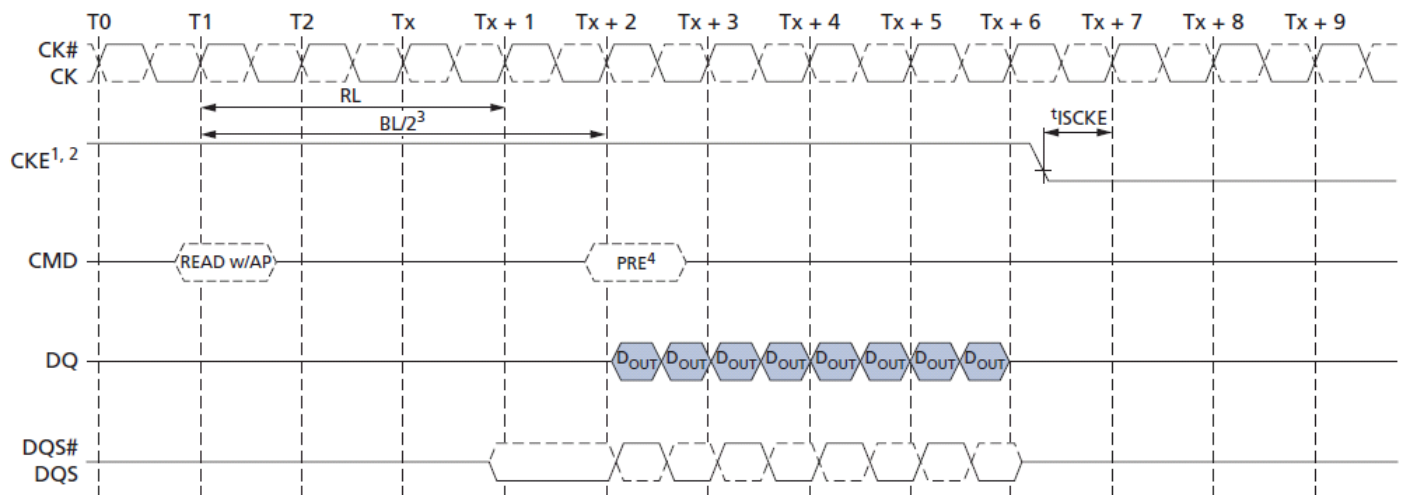 T0 T1 T2 Tx Tx + 1 Tx + 2 Tx + 3 Tx + 4 Tx + 5 Tx + 6 Tx + 7 Tx + 8 Tx + 9
CK#
CK
RL
BL/2³
tISCKE
CKE1, 2
CMD READ w/AP PRE⁴
DQ DOUT DOUT DOUT DOUT DOUT DOUT DOUT DOUT
DQS#
DQS